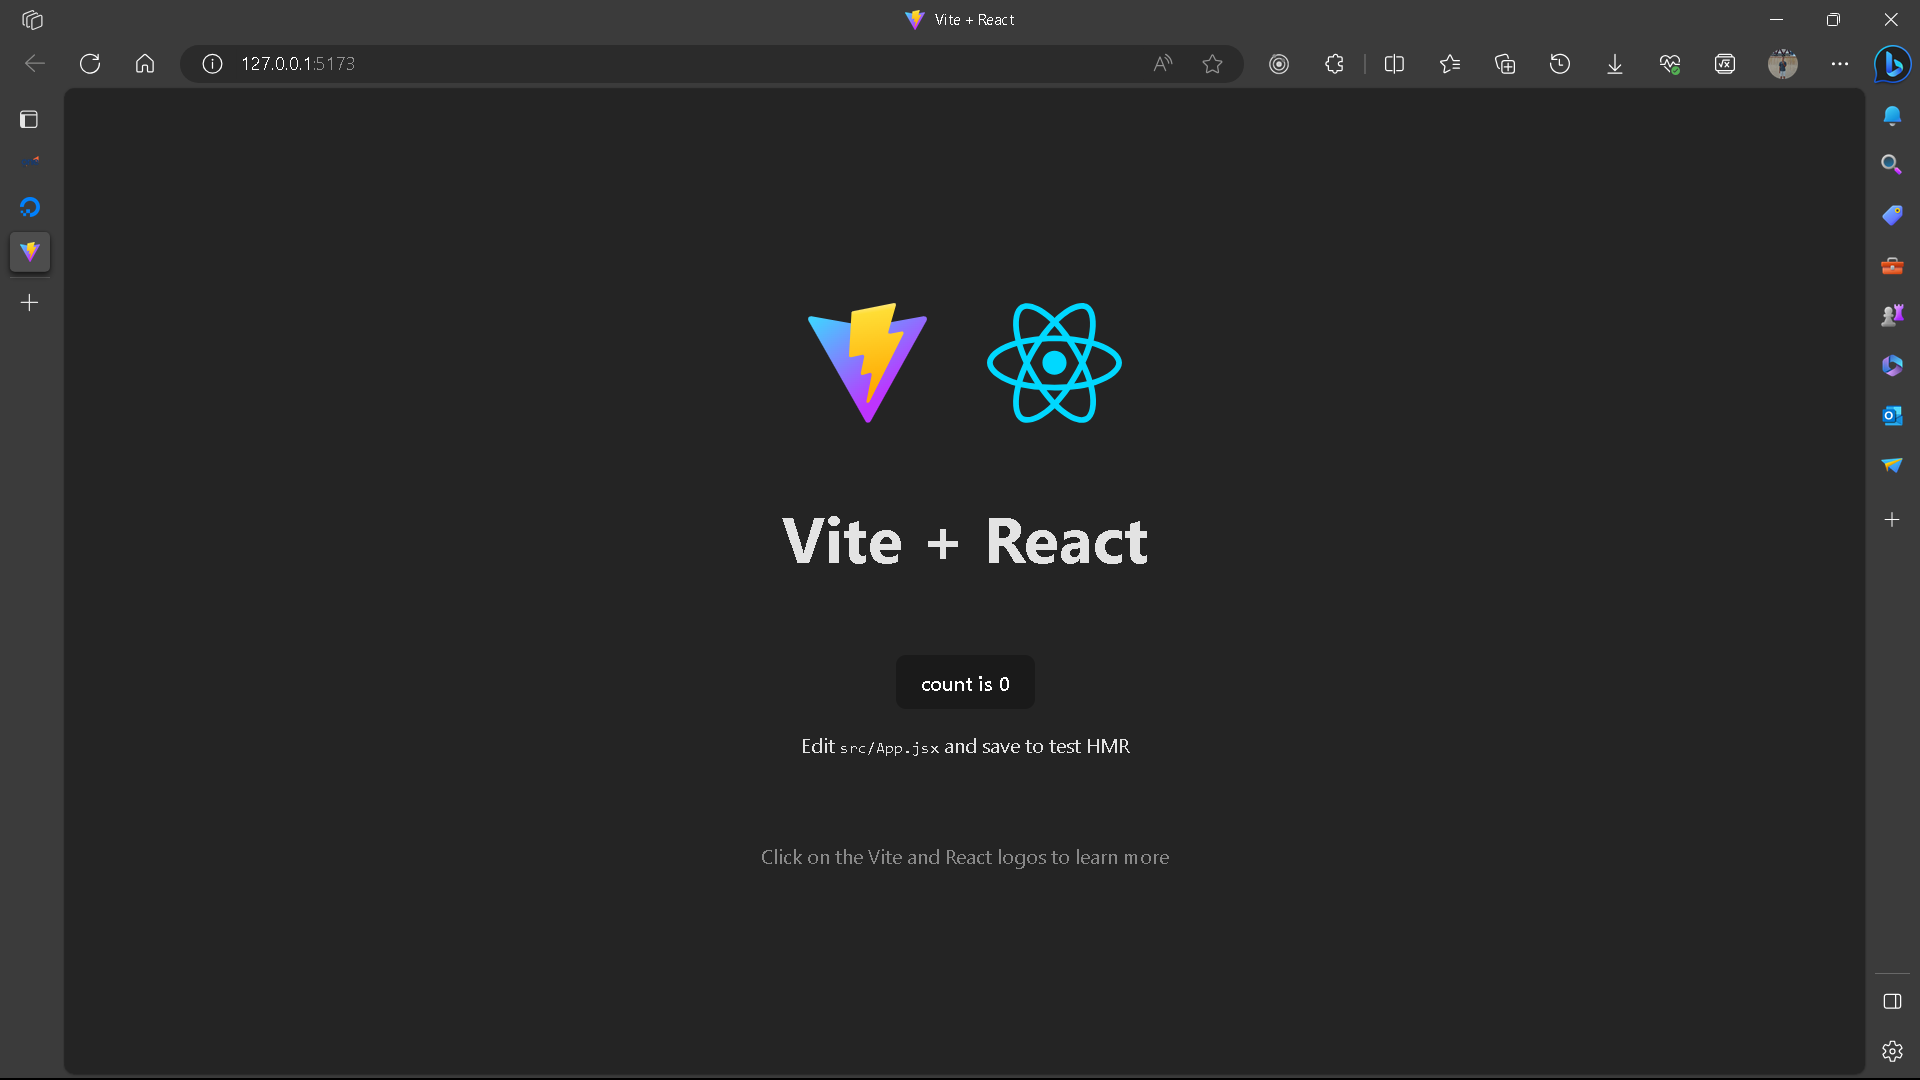 Vite + React
127.0.0.1:5173
Vite + React
count is 0
Edit src/App.jsx and save to test HMR
Click on the Vite and React logos to learn more